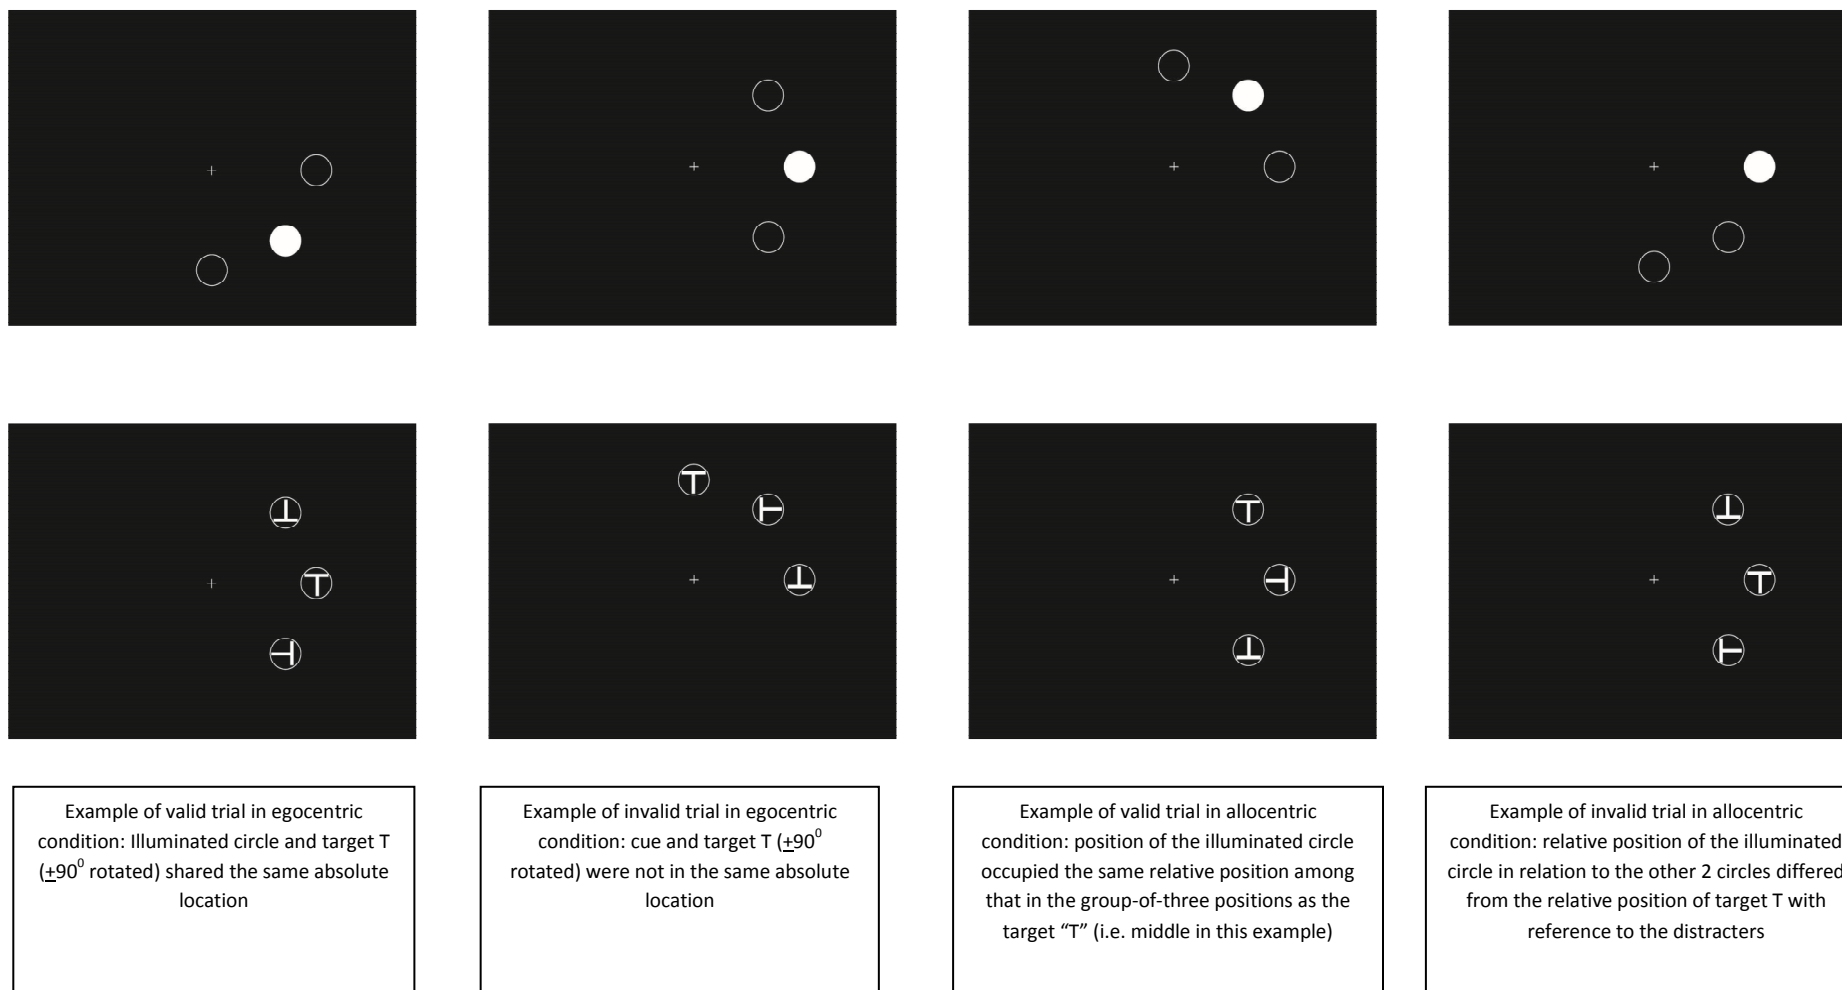 Example of valid trial in egocentric
condition: Illuminated circle and target T
(+90⁰ rotated) shared the same absolute
location
Example of invalid trial in egocentric
condition: cue and target T (+90⁰
rotated) were not in the same absolute
location
Example of valid trial in allocentric
condition: position of the illuminated circle
occupied the same relative position among
that in the group-of-three positions as the
target “T” (i.e. middle in this example)
Example of invalid trial in allocentric
condition: relative position of the illuminated
circle in relation to the other 2 circles differed
from the relative position of target T with
reference to the distracters